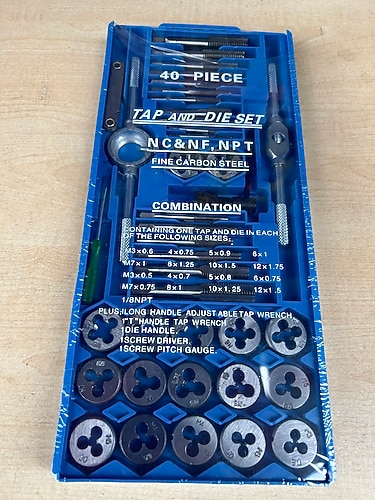 40 PIECE
TAP AND DIE SET
NC&NF, NPT
FINE CARBON STEEL
COMBINATION
CONTAINING ONE TAP AND DIE IN EACH
OF THE FOLLOWING SIZES:
M3×0.6 4×0.75 5×0.9 6×1
M7×1 8×1.25 10×1.5 12×1.75
M3×0.5 4×0.7 5×0.8 6×0.75
M7×0.75 8×1 10×1.25 12×1.5
1/8NPT
PLUS:LONG HANDLE ADJUSTABLE TAP WRENCH,
"T"HANDLE TAP WRENCH
1DIE HANDLE.
1SCREW DRIVER.
1SCREW PITCH GAUGE.